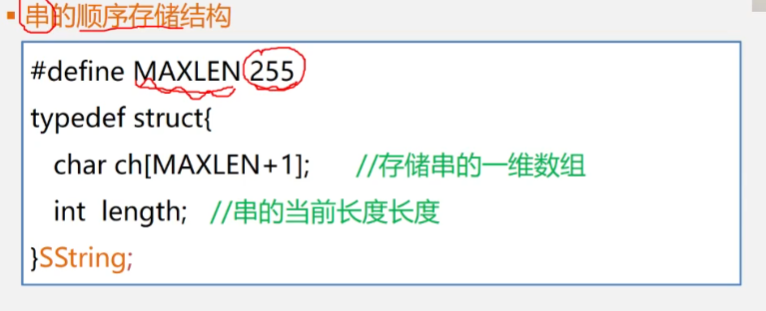 ▪串的顺序存储结构
#define MAXLEN 255
typedef struct{
char ch[MAXLEN+1]; //存储串的一维数组
int length; //串的当前长度长度
}SString;